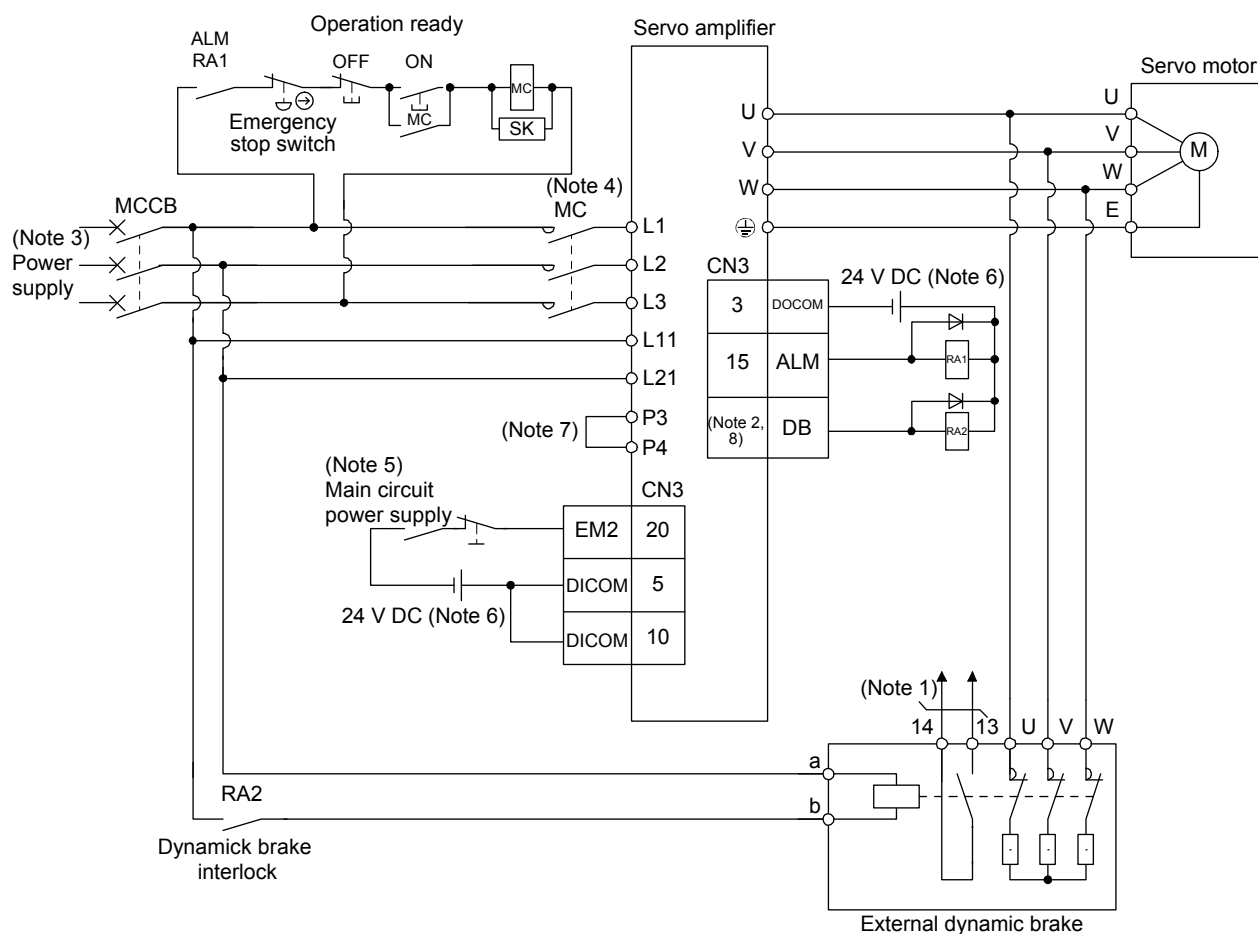 Operation ready
Servo amplifier
ALM
RA1
OFF
ON
MC
SK
MC
Emergency
stop switch
Servo motor
U
V
W
U
V
W
E
M
(Note 4)
MC
MCCB
(Note 3)
Power
supply
L1
L2
L3
L11
L21
P3
P4
(Note 7)
CN3
24 V DC (Note 6)
3
DOCOM
15
ALM
RA1
(Note 2,
8)
DB
RA2
(Note 5)
Main circuit
power supply
CN3
EM2
20
DICOM
5
24 V DC (Note 6)
DICOM
10
(Note 1)
14
13
U
V
W
a
b
RA2
Dynamick brake
interlock
External dynamic brake